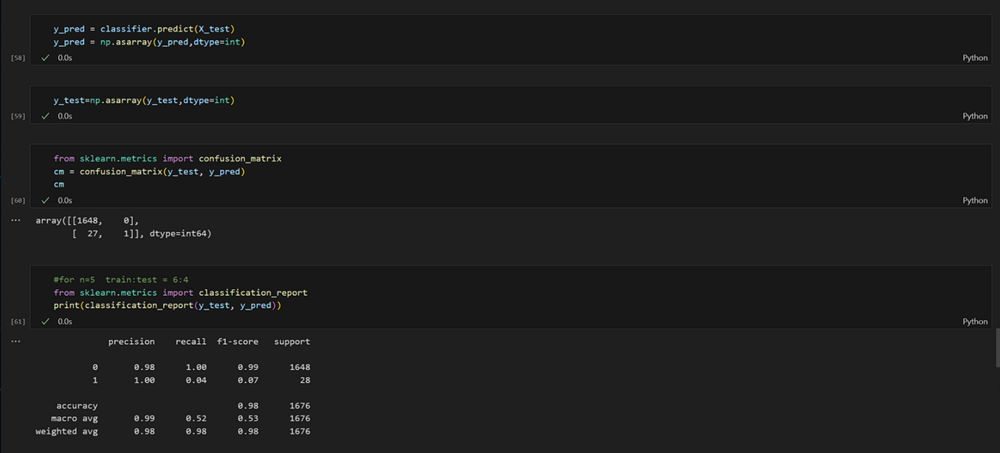 y_pred = classifier.predict(X_test)
y_pred = np.asarray(y_pred,dtype=int)
[58] ✓ 0.0s Python
y_test=np.asarray(y_test,dtype=int)
[59] ✓ 0.0s Python
from sklearn.metrics import confusion_matrix
cm = confusion_matrix(y_test, y_pred)
cm
[60] ✓ 0.0s Python
... array([[1648,    0],
       [  27,    1]], dtype=int64)
#for n=5  train:test = 6:4
from sklearn.metrics import classification_report
print(classification_report(y_test, y_pred))
[61] ✓ 0.0s Python
... precision    recall  f1-score   support
0       0.98      1.00      0.99      1648
1       1.00      0.04      0.07        28
accuracy                           0.98      1676
macro avg       0.99      0.52      0.53      1676
weighted avg       0.98      0.98      0.98      1676